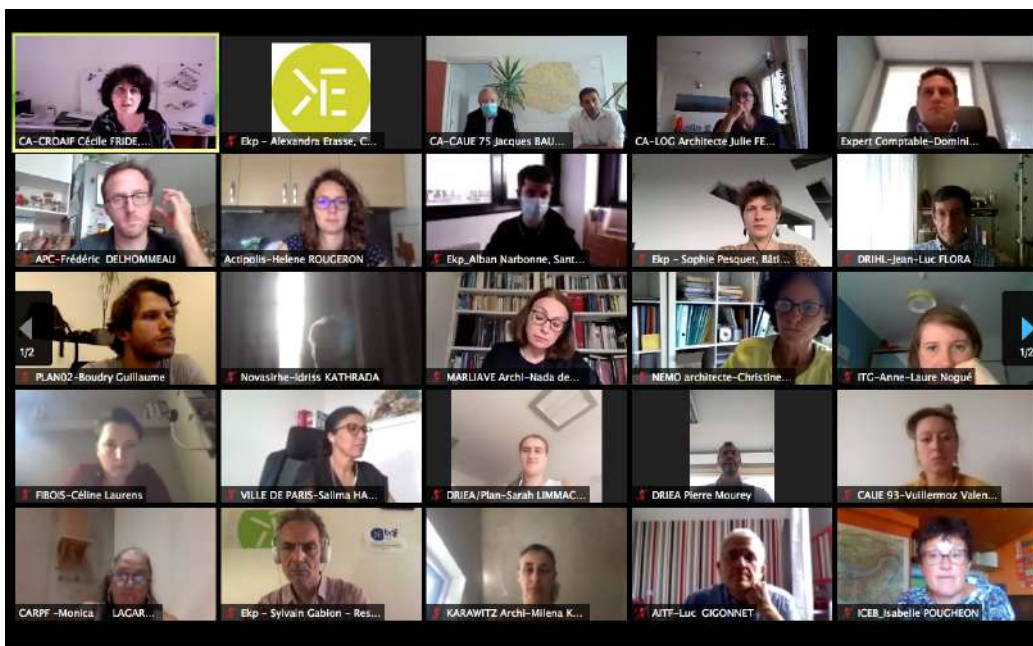 CA-CROAIF Cécile FRIDE,...
KE
Ekp - Alexandra Etasse, C...
CA-CAUE 75 Jacques BAU...
CA-LOG Architecte Julie FE...
Expert Comptable-Domini...
APC-Frédéric DELHOMMEAU
Actipolis-Helene ROUGERON
Ekp_Alban Narbonne, Sant...
Ekp - Sophie Pesquet, Bâti...
DRIHL-Jean-Luc FLORA
1/2
PLAN02-Boudry Guillaume
Novasirhe-idriss KATHRADA
MARLIAVE Archi-Nada de...
NEMO architecte-Christine...
ITG-Anne-Laure Nogué
1/2
FIBOIS-Céline Laurens
VILLE DE PARIS-Salima HA...
DRIEA/Plan-Sarah LIMMAC...
DRIEA Pierre Mourey
CAUE 93-Vuillermoz Valen...
CARPF -Monica LAGAR...
Ekp - Sylvain Gabion - Res...
KARAWITZ Archi-Milena K...
AITF-Luc GIGONNET
ICEB_Isabelle POUGHEON